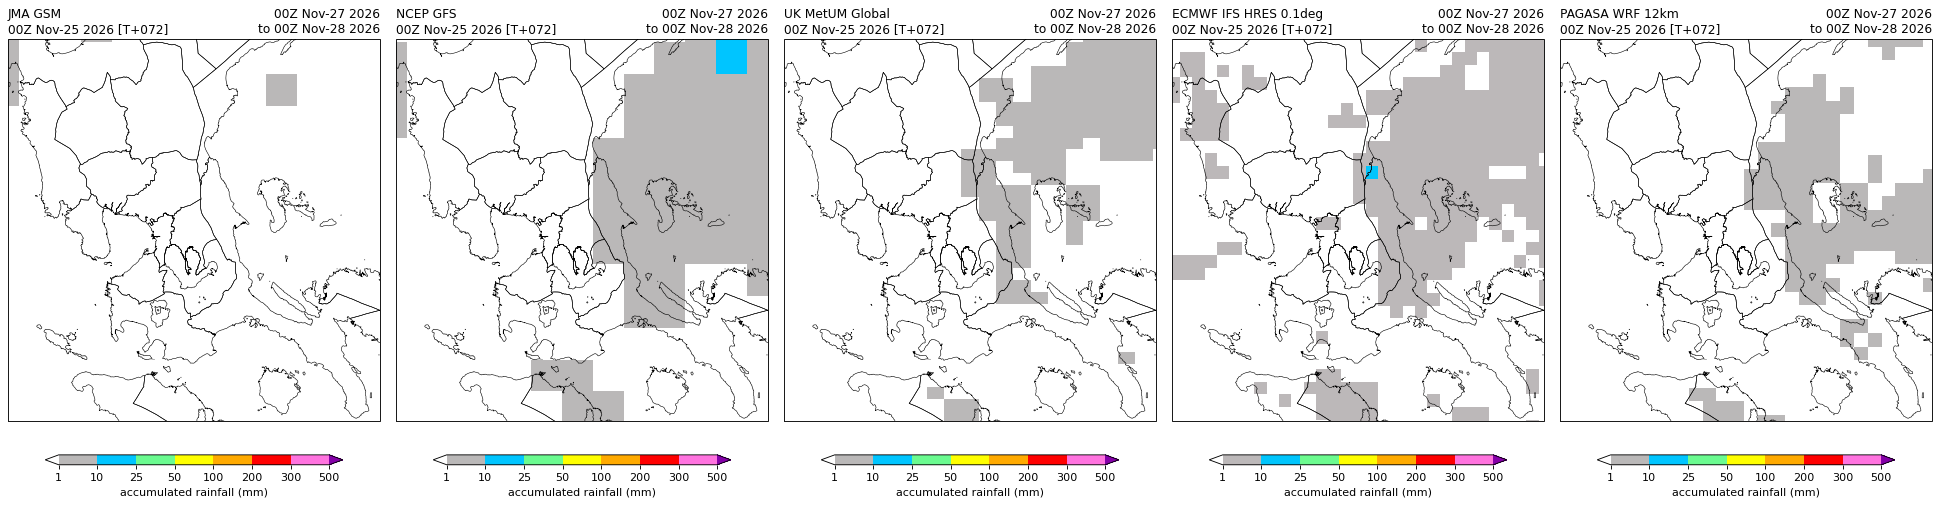 JMA GSM
00Z Nov-27 2026
00Z Nov-25 2026 [T+072]
to 00Z Nov-28 2026
1 10 25 50 100 200 300 500
accumulated rainfall (mm)
NCEP GFS
00Z Nov-27 2026
00Z Nov-25 2026 [T+072]
to 00Z Nov-28 2026
1 10 25 50 100 200 300 500
accumulated rainfall (mm)
UK MetUM Global
00Z Nov-27 2026
00Z Nov-25 2026 [T+072]
to 00Z Nov-28 2026
1 10 25 50 100 200 300 500
accumulated rainfall (mm)
ECMWF IFS HRES 0.1deg
00Z Nov-27 2026
00Z Nov-25 2026 [T+072]
to 00Z Nov-28 2026
1 10 25 50 100 200 300 500
accumulated rainfall (mm)
PAGASA WRF 12km
00Z Nov-27 2026
00Z Nov-25 2026 [T+072]
to 00Z Nov-28 2026
1 10 25 50 100 200 300 500
accumulated rainfall (mm)